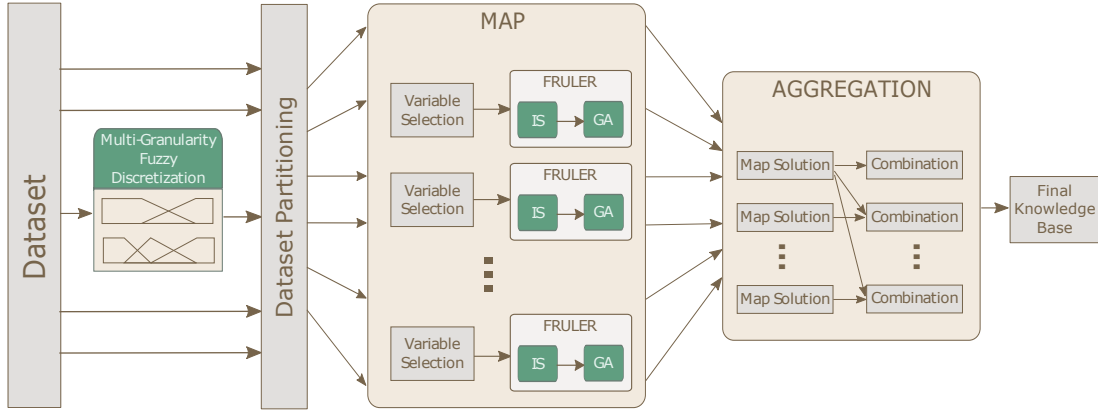 Dataset
Multi-Granularity
Fuzzy
Discretization
Dataset Partitioning
MAP
Variable
Selection
FRULER
IS
GA
Variable
Selection
FRULER
IS
GA
Variable
Selection
FRULER
IS
GA
AGGREGATION
Map Solution
Combination
Map Solution
Combination
Map Solution
Combination
Final
Knowledge
Base